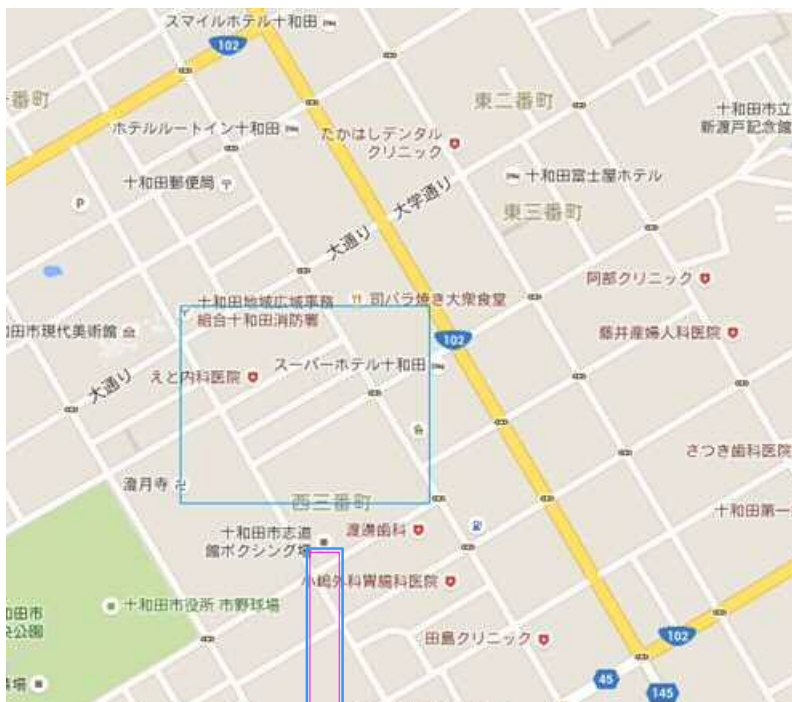 スマイルホテル十和田
102
番町
東二番町
十和田市立
新渡戸記念館
ホテルルートイン十和田
たかはしデンタル
クリニック
十和田郵便局
十和田富士屋ホテル
P
大学通り
東三番町
大通り
阿部クリニック
十和田地域広域事務
組合十和田消防署
司バラ焼き大衆食堂
田市現代美術館
藤井産婦人科医院
102
スーパーホテル十和田
えと内科医院
大通り
さつき歯科医院
澄月寺
西三番町
十和田第一
十和田市志道
館ボクシング場
渡邊歯科
小嶋外科胃腸科医院
十和田市役所 市野球場
田市
央公園
田島クリニック
102
場
45
145